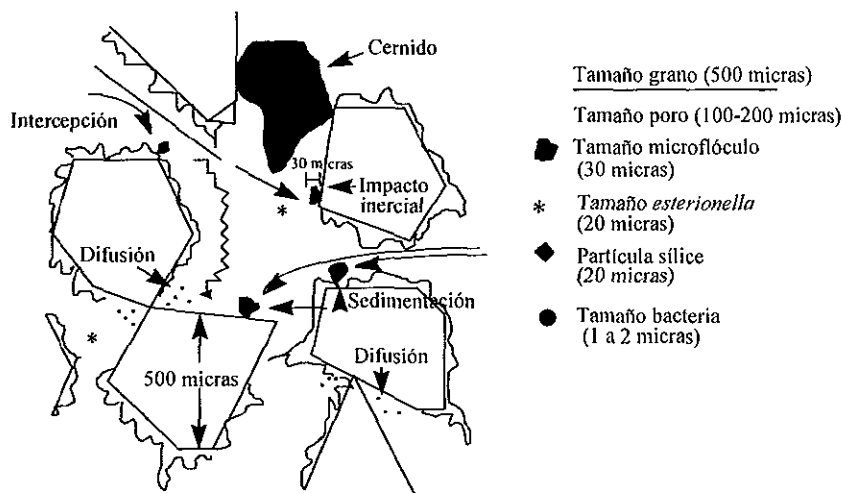 Cernido
Intercepción
30 micras
Impacto
inercial
Difusión
Sedimentación
Difusión
500 micras
Tamaño grano (500 micras)
Tamaño poro (100-200 micras)
Tamaño microflóculo
(30 micras)
Tamaño esterionella
(20 micras)
Partícula sílice
(20 micras)
Tamaño bacteria
(1 a 2 micras)